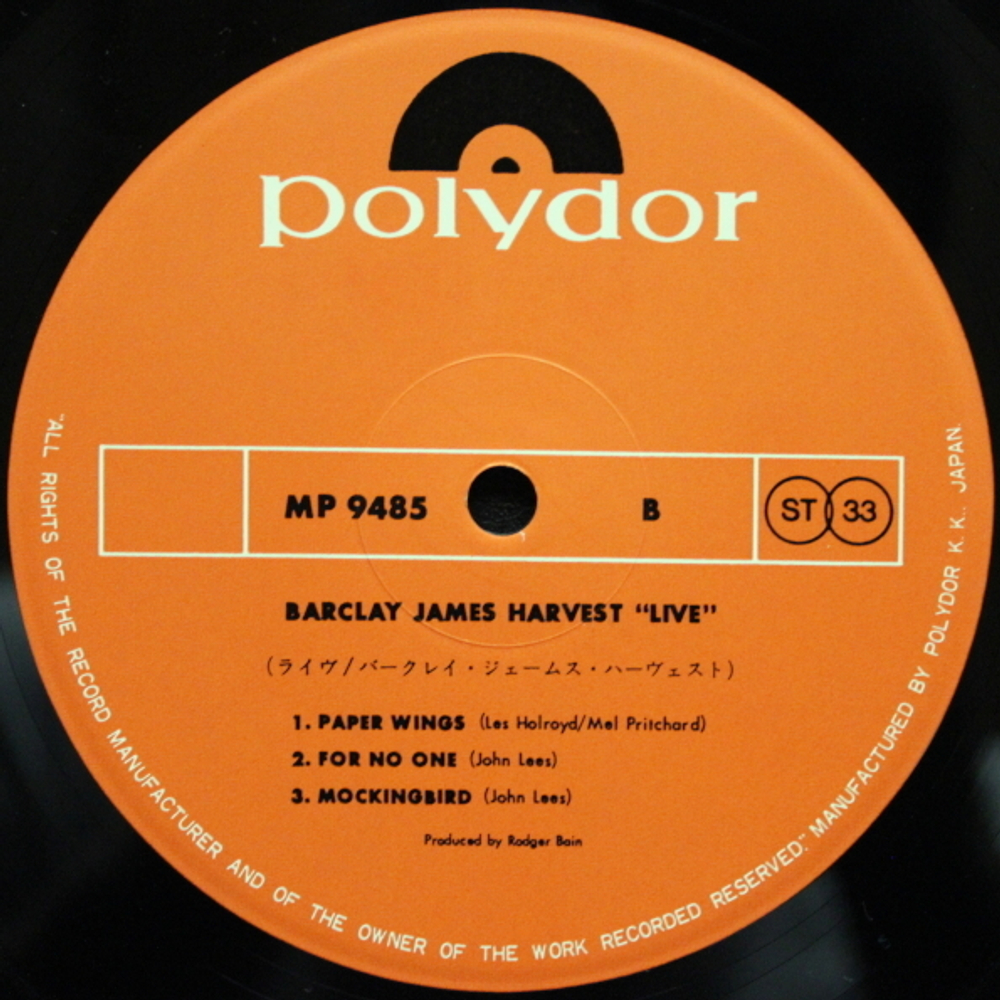 polydor
MP 9485 B ST 33
BARCLAY JAMES HARVEST “LIVE”
(ライヴ/バークレイ・ジェームス・ハーヴェスト)
1. PAPER WINGS (Les Holroyd/Mel Pritchard)
2. FOR NO ONE (John Lees)
3. MOCKINGBIRD (John Lees)
Produced by Rodger Bain
"ALL RIGHTS OF THE RECORD MANUFACTURER AND OF THE OWNER OF THE WORK RECORDED RESERVED." MANUFACTURED BY POLYDOR K. K., JAPAN.